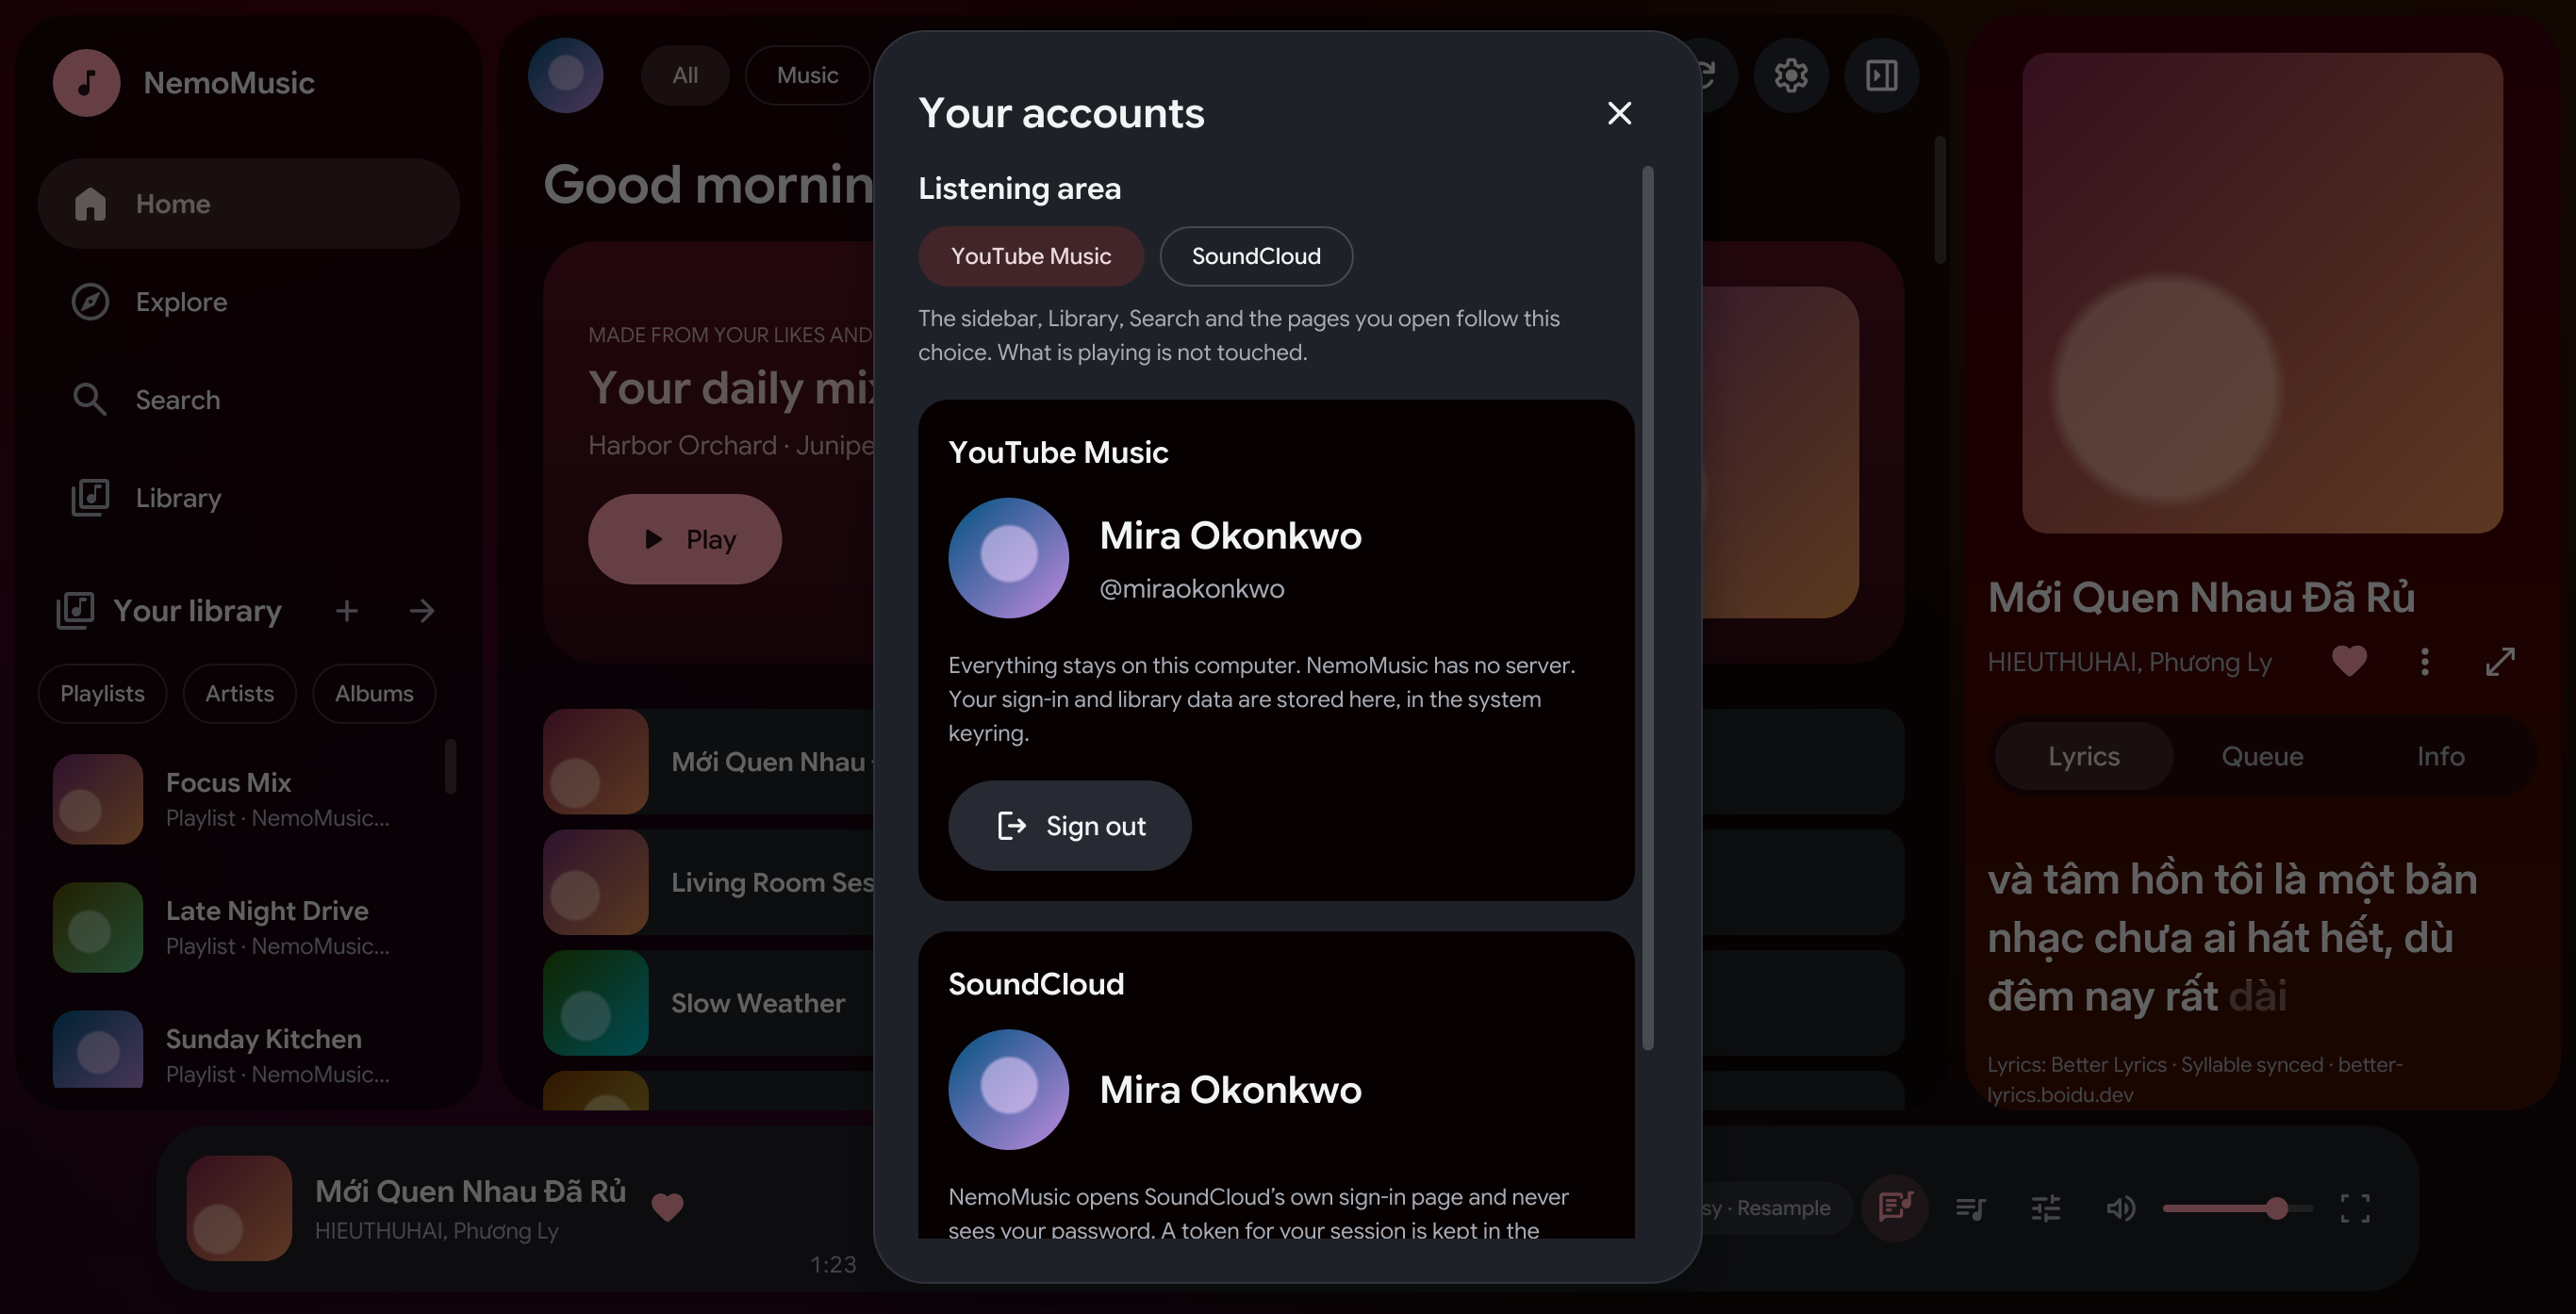 NemoMusic
Home
Explore
Search
Library
Your library
Playlists
Artists
Albums
Focus Mix
Playlist · NemoMusic...
Late Night Drive
Playlist · NemoMusic...
Sunday Kitchen
Playlist · NemoMusic...
All
Music
Good mornin
MADE FROM YOUR LIKES AND
Your daily mix
Harbor Orchard · Junipe
Play
Mới Quen Nhau
Living Room Ses
Slow Weather
Your accounts
Listening area
YouTube Music
SoundCloud
The sidebar, Library, Search and the pages you open follow this
choice. What is playing is not touched.
YouTube Music
Mira Okonkwo
@miraokonkwo
Everything stays on this computer. NemoMusic has no server.
Your sign-in and library data are stored here, in the system
keyring.
Sign out
SoundCloud
Mira Okonkwo
NemoMusic opens SoundCloud’s own sign-in page and never
sees your password. A token for your session is kept in the
Mới Quen Nhau Đã Rủ
HIEUTHUHAI, Phương Ly
Lyrics
Queue
Info
và tâm hồn tôi là một bản
nhạc chưa ai hát hết, dù
đêm nay rất dài
Lyrics: Better Lyrics · Syllable synced · better-
lyrics.boidu.dev
Mới Quen Nhau Đã Rủ
HIEUTHUHAI, Phương Ly
1:23
sy · Resample